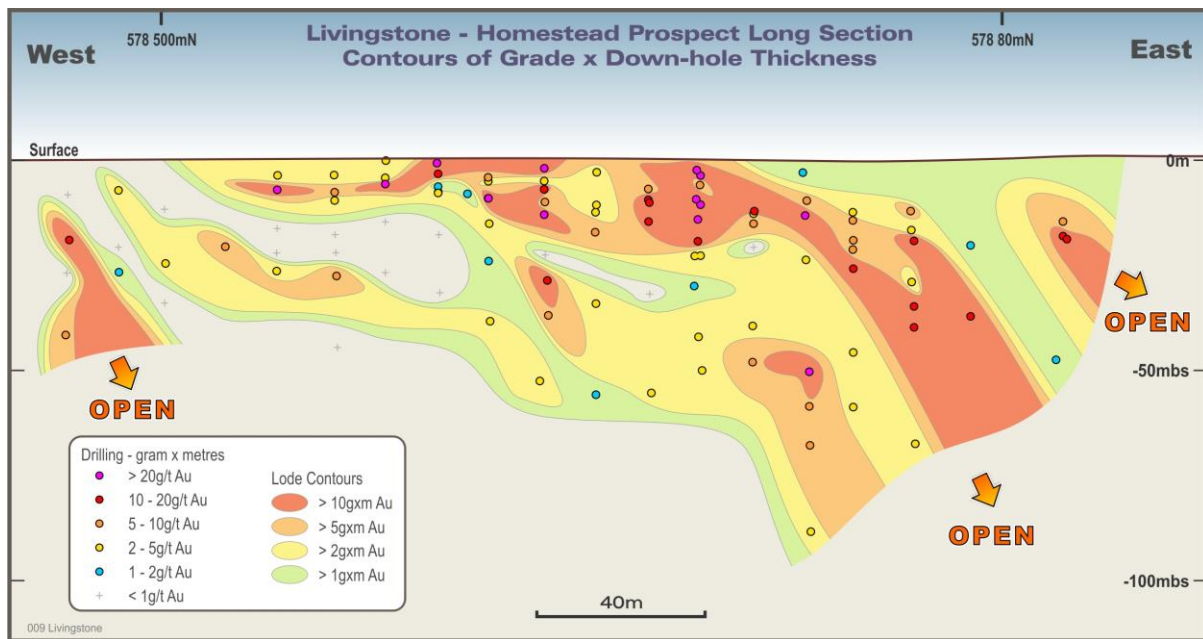 Livingstone - Homestead Prospect Long Section
Contours of Grade x Down-hole Thickness
West
578 500mN
578 80mN
East
Surface
0m
OPEN
-50mbs
OPEN
OPEN
-100mbs
Drilling - gram x metres
> 20g/t Au
10 - 20g/t Au
5 - 10g/t Au
2 - 5g/t Au
1 - 2g/t Au
< 1g/t Au
Lode Contours
> 10gxm Au
> 5gxm Au
> 2gxm Au
> 1gxm Au
40m
009 Livingstone